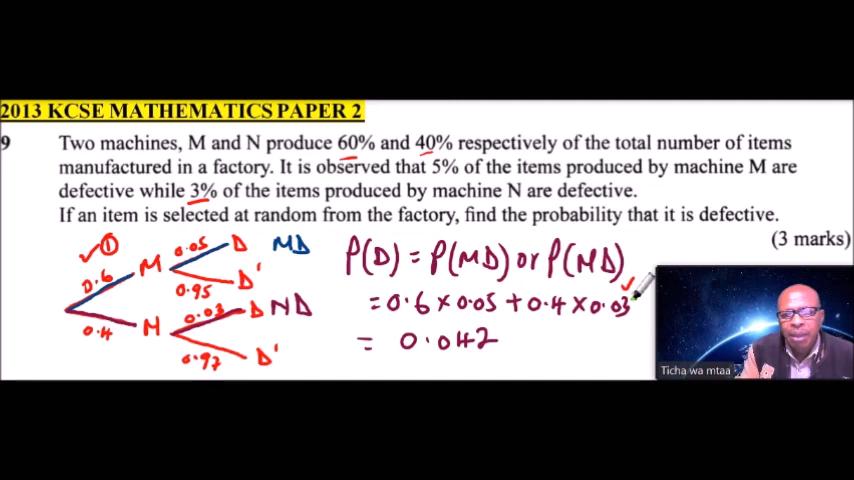 2013 KCSE MATHEMATICS PAPER 2
9 Two machines, M and N produce 60% and 40% respectively of the total number of items
manufactured in a factory. It is observed that 5% of the items produced by machine M are
defective while 3% of the items produced by machine N are defective.
If an item is selected at random from the factory, find the probability that it is defective.
(3 marks)
✓①
0.6
M
0.05
D
MD
0.95
D'
0.4
N
0.03
D
ND
0.97
D'
P(D) = P(MD) or P(ND)
= 0.6 × 0.05 + 0.4 × 0.03 ✓
= 0.042
Ticha wa mtaa